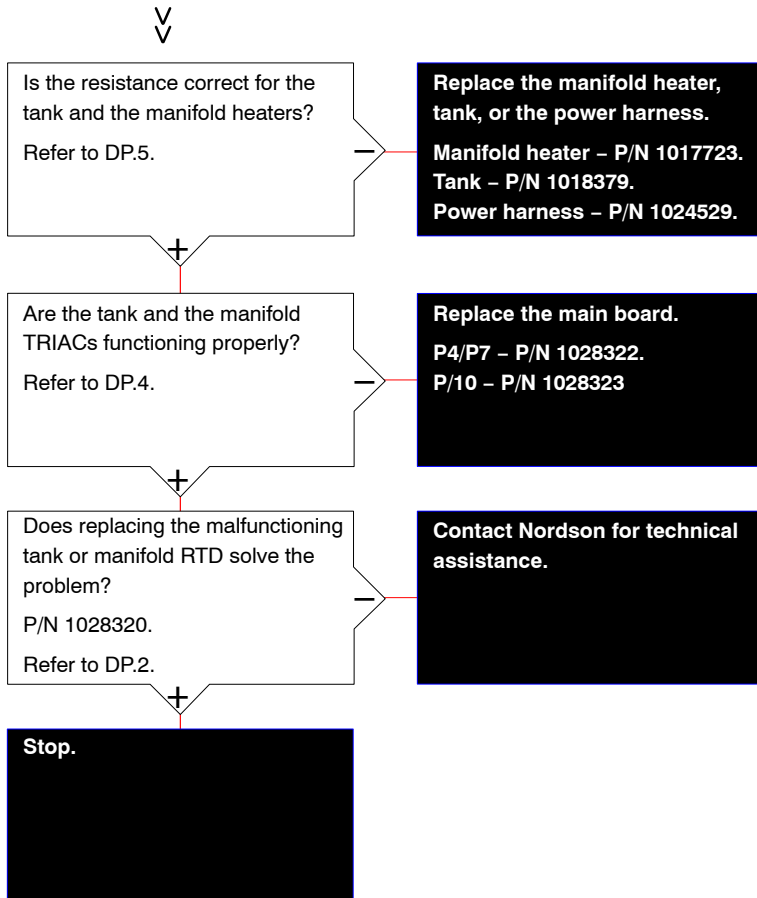 Is the resistance correct for the
tank and the manifold heaters?
Refer to DP.5.
–
+
Replace the manifold heater,
tank, or the power harness.
Manifold heater – P/N 1017723.
Tank – P/N 1018379.
Power harness – P/N 1024529.
Are the tank and the manifold
TRIACs functioning properly?
Refer to DP.4.
–
+
Replace the main board.
P4/P7 – P/N 1028322.
P/10 – P/N 1028323
Does replacing the malfunctioning
tank or manifold RTD solve the
problem?
P/N 1028320.
Refer to DP.2.
–
+
Contact Nordson for technical
assistance.
Stop.